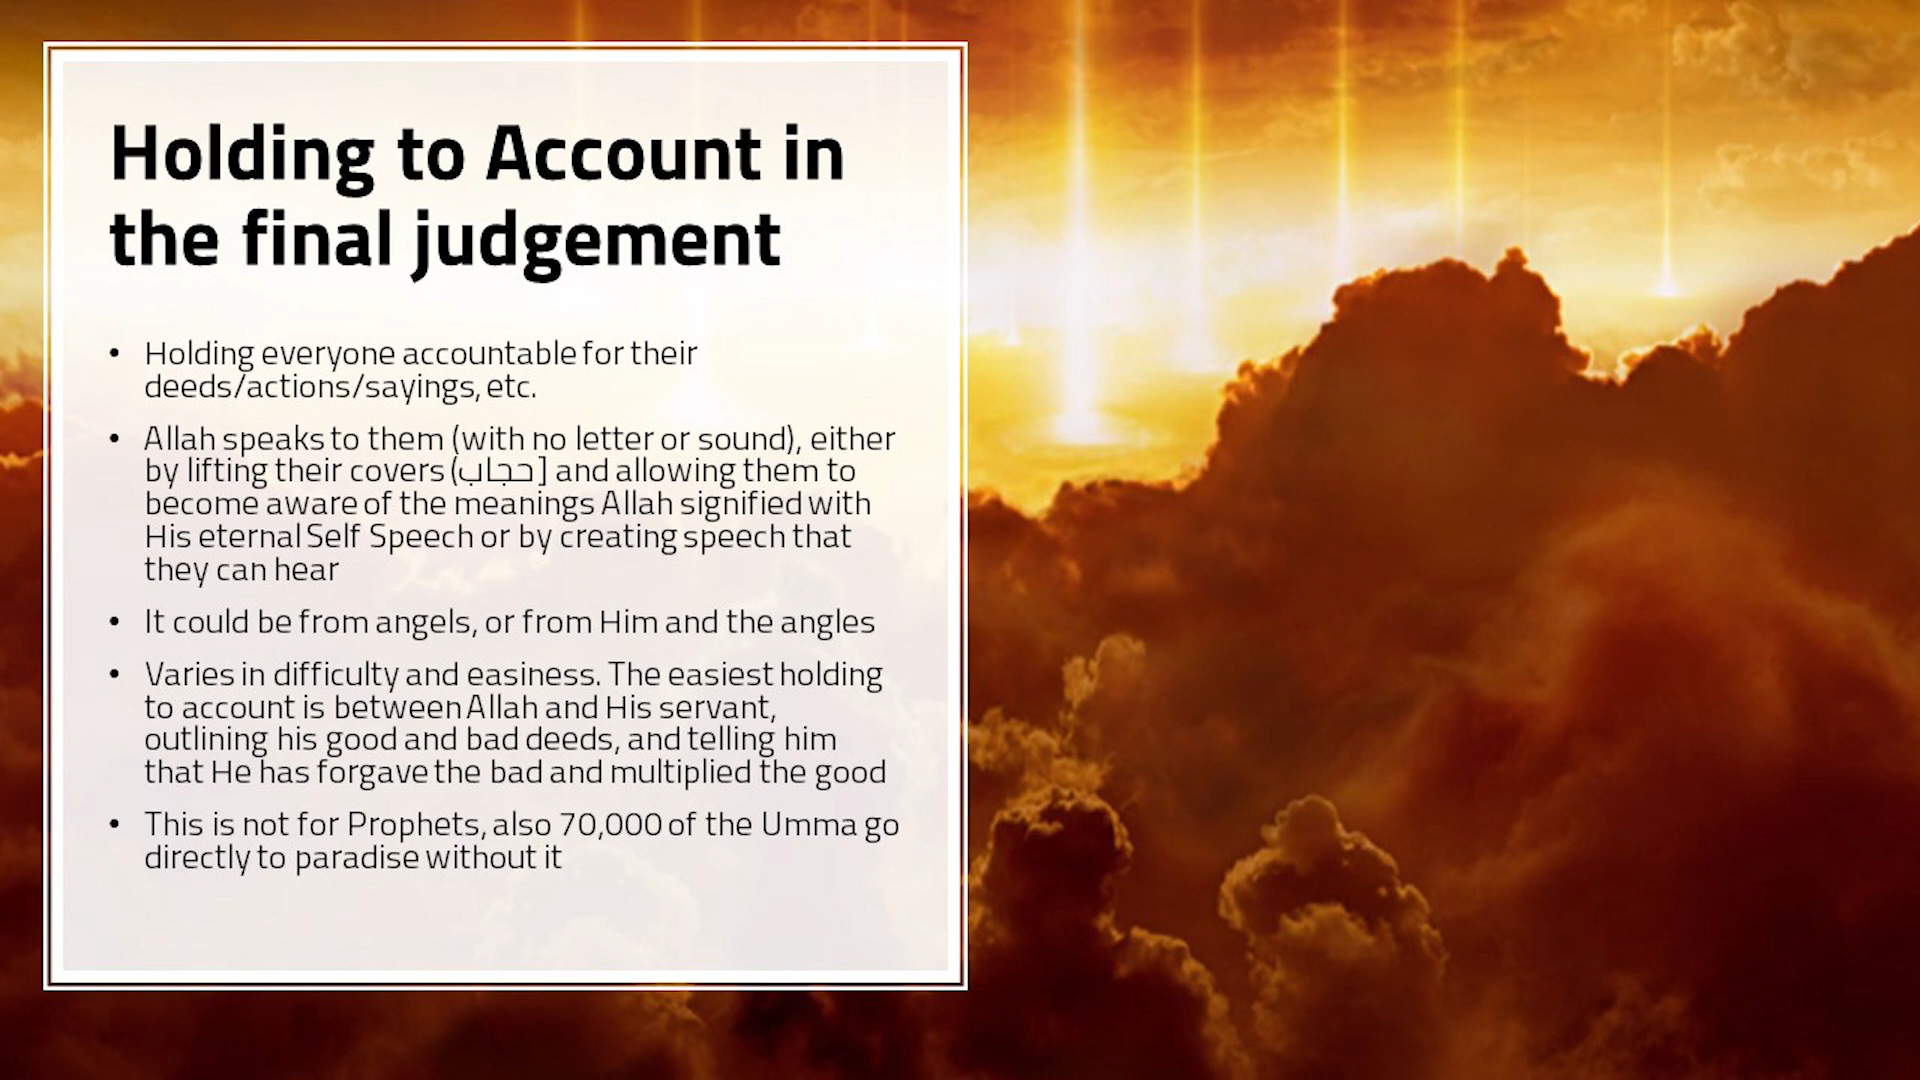 Holding to Account in
the final judgement
• Holding everyone accountable for their
deeds/actions/sayings, etc.
• Allah speaks to them (with no letter or sound), either
by lifting their covers (حجاب] and allowing them to
become aware of the meanings Allah signified with
His eternal Self Speech or by creating speech that
they can hear
• It could be from angels, or from Him and the angles
• Varies in difficulty and easiness. The easiest holding
to account is between Allah and His servant,
outlining his good and bad deeds, and telling him
that He has forgave the bad and multiplied the good
• This is not for Prophets, also 70,000 of the Umma go
directly to paradise without it